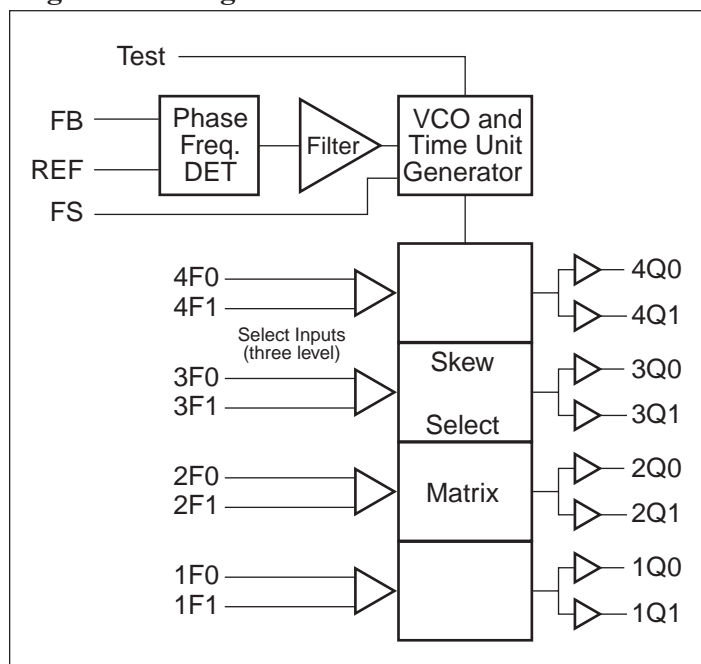 Test
FB
REF
FS
Phase
Freq.
DET
Filter
VCO and
Time Unit
Generator
4F0
4F1
Select Inputs
(three level)
3F0
3F1
2F0
2F1
1F0
1F1
Skew
Select
Matrix
4Q0
4Q1
3Q0
3Q1
2Q0
2Q1
1Q0
1Q1